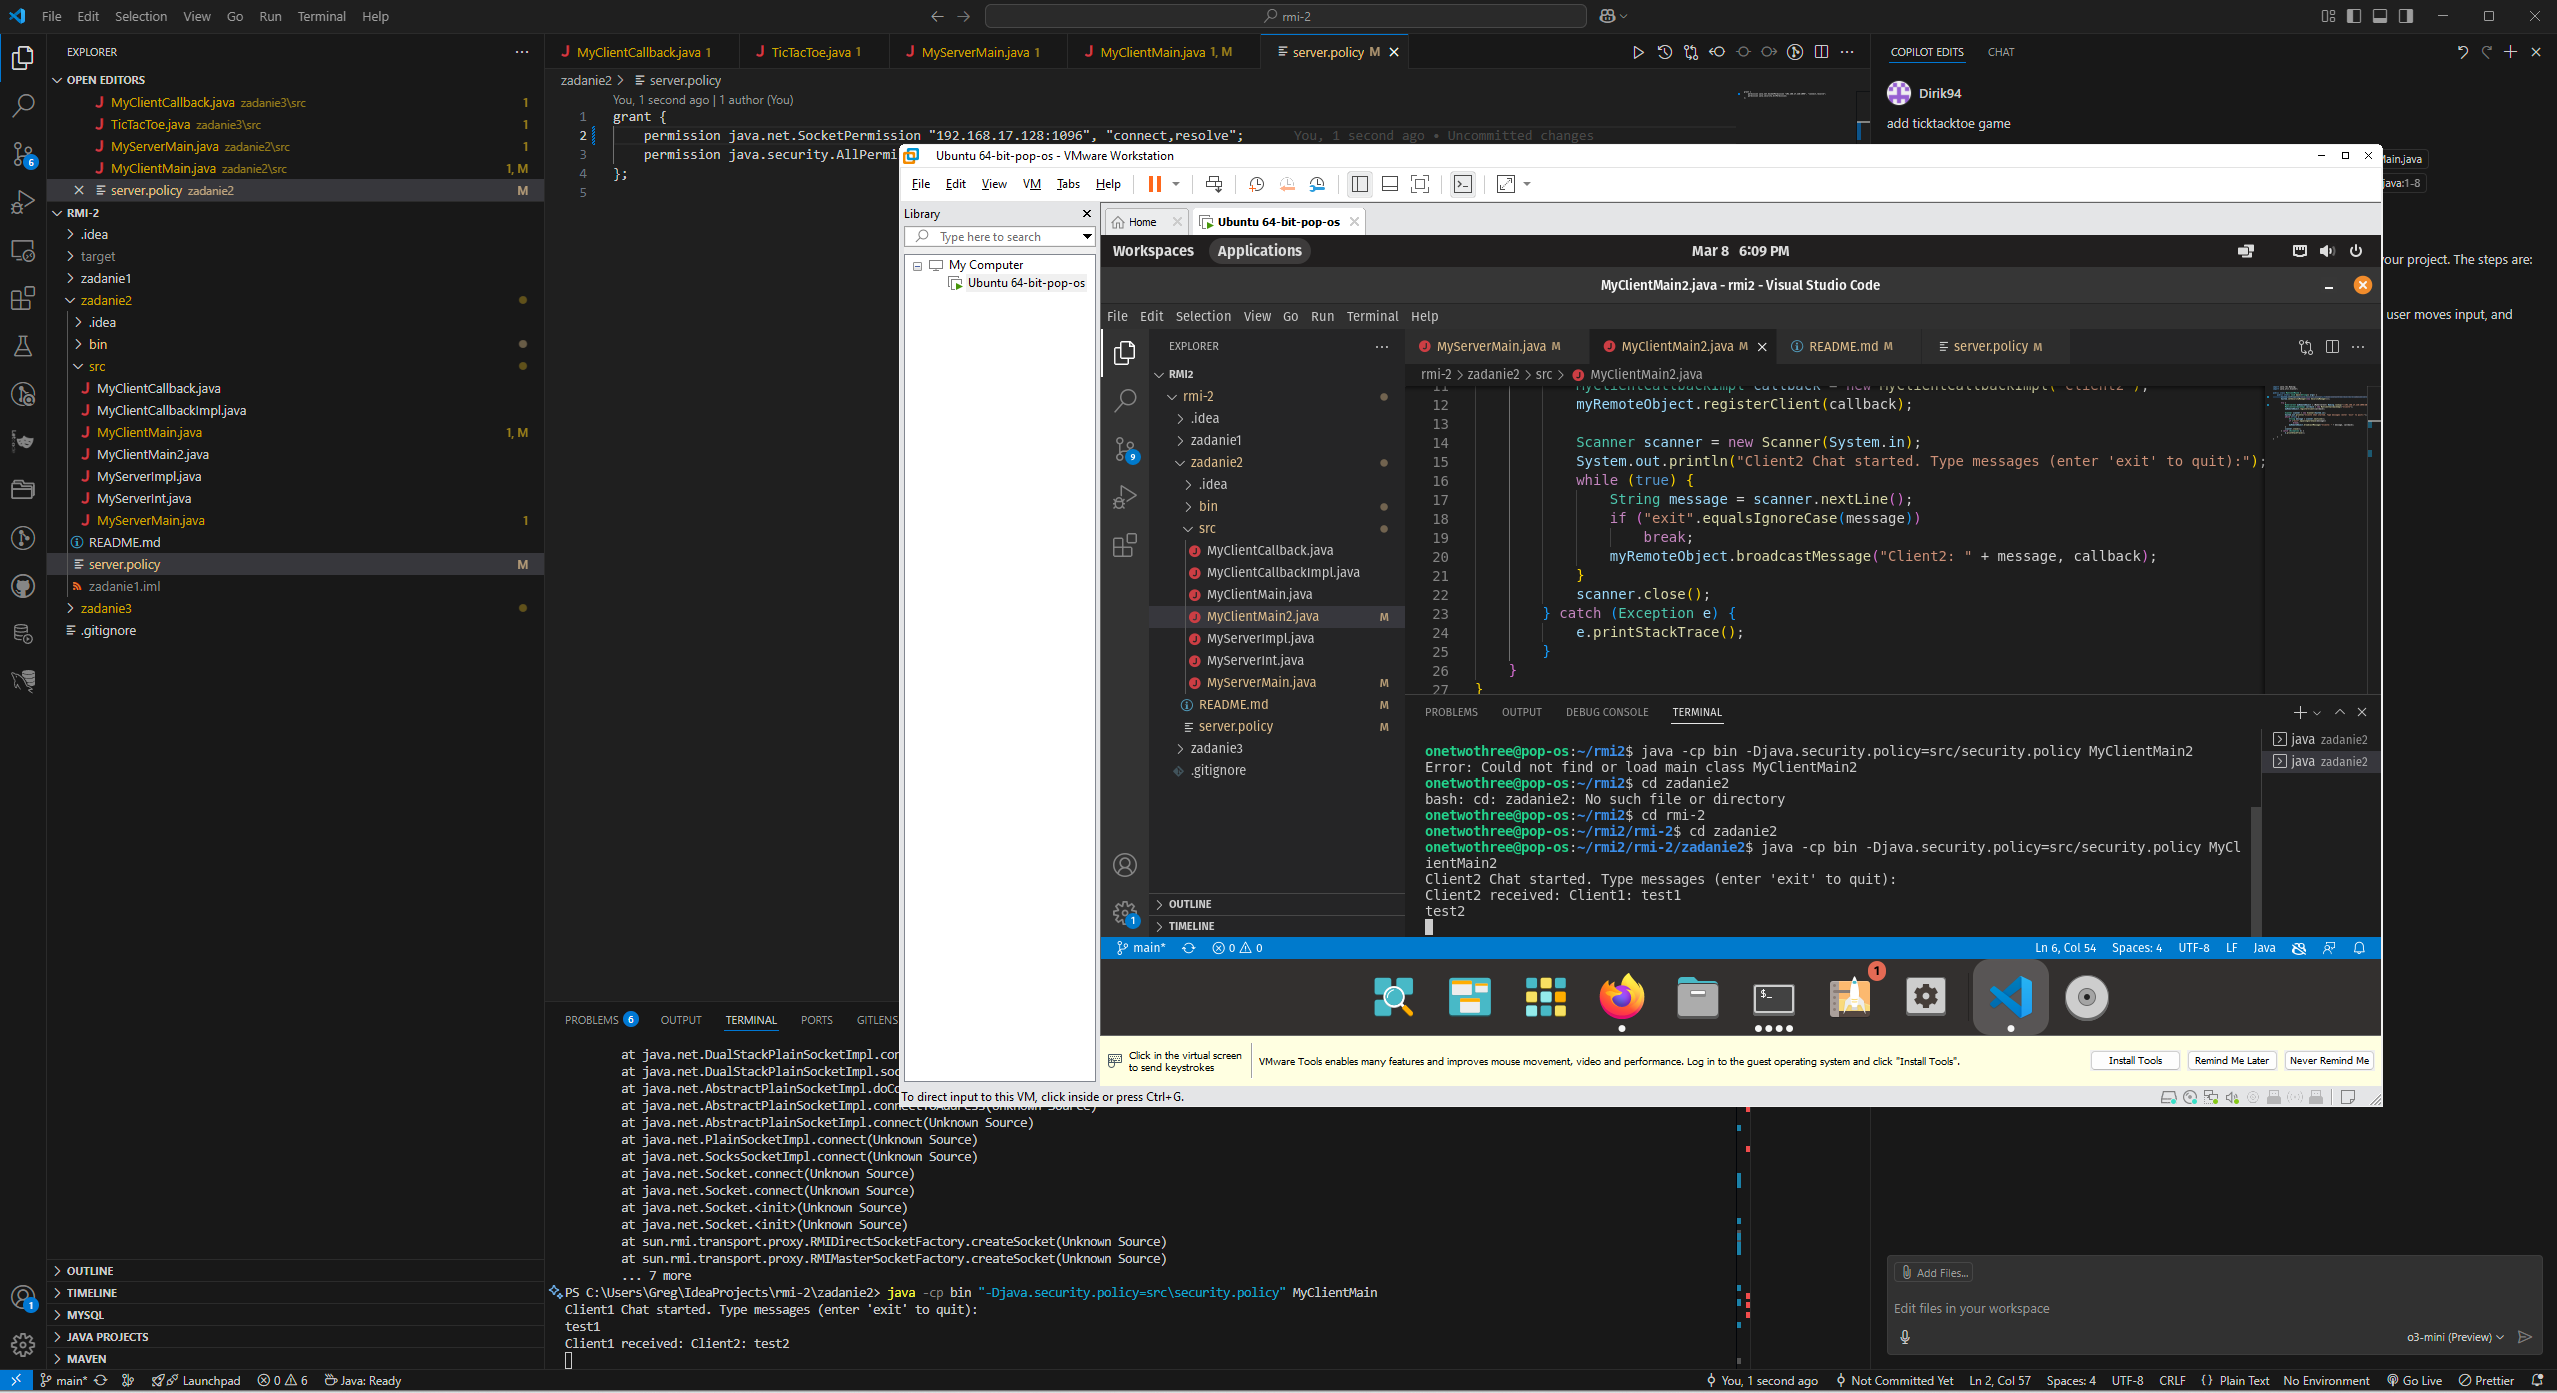 File Edit Selection View Go Run Terminal Help
rmi-2
EXPLORER
OPEN EDITORS
MyClientCallback.java zadanie3\src 1
TicTacToe.java zadanie3\src 1
MyServerMain.java zadanie2\src 1
MyClientMain.java zadanie2\src 1, M
server.policy zadanie2 M
RMI-2
.idea
target
zadanie1
zadanie2
.idea
bin
src
MyClientCallback.java
MyClientCallbackImpl.java
MyClientMain.java 1, M
MyClientMain2.java
MyServerImpl.java
MyServerInt.java
MyServerMain.java 1
README.md
server.policy M
zadanie1.iml
zadanie3
.gitignore
OUTLINE
TIMELINE
MYSQL
JAVA PROJECTS
MAVEN
MyClientCallback.java 1
TicTacToe.java 1
MyServerMain.java 1
MyClientMain.java 1, M
server.policy M
zadanie2 > server.policy
You, 1 second ago | 1 author (You)
1 grant {
2 permission java.net.SocketPermission "192.168.17.128:1096", "connect,resolve"; You, 1 second ago • Uncommitted changes
3 permission java.security.AllPermi
4 };
5
COPILOT EDITS CHAT
Dirik94
add ticktacktoe game
Main.java
java:1-8
our project. The steps are:
user moves input, and
Add Files...
Edit files in your workspace
o3-mini (Preview)
Ubuntu 64-bit-pop-os - VMware Workstation
File Edit View VM Tabs Help
Library
Type here to search
My Computer
Ubuntu 64-bit-pop-os
Home
Ubuntu 64-bit-pop-os
Workspaces Applications
Mar 8 6:09 PM
MyClientMain2.java - rmi2 - Visual Studio Code
File Edit Selection View Go Run Terminal Help
EXPLORER
RMI2
rmi-2
.idea
zadanie1
zadanie2
.idea
bin
src
MyClientCallback.java
MyClientCallbackImpl.java
MyClientMain.java
MyClientMain2.java M
MyServerImpl.java
MyServerInt.java
MyServerMain.java M
README.md M
server.policy M
zadanie3
.gitignore
OUTLINE
TIMELINE
9
1
MyServerMain.java M
MyClientMain2.java M
README.md M
server.policy M
rmi-2 > zadanie2 > src > MyClientMain2.java
11 MyClientCallbackImpl callback = new MyClientCallbackImpl("Client2");
12 myRemoteObject.registerClient(callback);
13
14 Scanner scanner = new Scanner(System.in);
15 System.out.println("Client2 Chat started. Type messages (enter 'exit' to quit):");
16 while (true) {
17 String message = scanner.nextLine();
18 if ("exit".equalsIgnoreCase(message))
19 break;
20 myRemoteObject.broadcastMessage("Client2: " + message, callback);
21 }
22 scanner.close();
23 } catch (Exception e) {
24 e.printStackTrace();
25 }
26 }
27 }
PROBLEMS OUTPUT DEBUG CONSOLE TERMINAL
java zadanie2
java zadanie2
onetwothree@pop-os:~/rmi2$ java -cp bin -Djava.security.policy=src/security.policy MyClientMain2
Error: Could not find or load main class MyClientMain2
onetwothree@pop-os:~/rmi2$ cd zadanie2
bash: cd: zadanie2: No such file or directory
onetwothree@pop-os:~/rmi2$ cd rmi-2
onetwothree@pop-os:~/rmi2/rmi-2$ cd zadanie2
onetwothree@pop-os:~/rmi2/rmi-2/zadanie2$ java -cp bin -Djava.security.policy=src/security.policy MyCl
ientMain2
Client2 Chat started. Type messages (enter 'exit' to quit):
Client2 received: Client1: test1
test2
main* 0 0 Ln 6, Col 54 Spaces: 4 UTF-8 LF Java
1
Click in the virtual screen
to send keystrokes
VMware Tools enables many features and improves mouse movement, video and performance. Log in to the guest operating system and click "Install Tools".
Install Tools Remind Me Later Never Remind Me
To direct input to this VM, click inside or press Ctrl+G.
PROBLEMS 6 OUTPUT TERMINAL PORTS GITLENS
at java.net.DualStackPlainSocketImpl.con
at java.net.DualStackPlainSocketImpl.soc
at java.net.AbstractPlainSocketImpl.doCo
at java.net.AbstractPlainSocketImpl.connectToAddress(Unknown Source)
at java.net.AbstractPlainSocketImpl.connect(Unknown Source)
at java.net.PlainSocketImpl.connect(Unknown Source)
at java.net.SocksSocketImpl.connect(Unknown Source)
at java.net.Socket.connect(Unknown Source)
at java.net.Socket.connect(Unknown Source)
at java.net.Socket.<init>(Unknown Source)
at java.net.Socket.<init>(Unknown Source)
at sun.rmi.transport.proxy.RMIDirectSocketFactory.createSocket(Unknown Source)
at sun.rmi.transport.proxy.RMIMasterSocketFactory.createSocket(Unknown Source)
... 7 more
PS C:\Users\Greg\IdeaProjects\rmi-2\zadanie2> java -cp bin "-Djava.security.policy=src\security.policy" MyClientMain
Client1 Chat started. Type messages (enter 'exit' to quit):
test1
Client1 received: Client2: test2
6
1
main* Launchpad 0 6 Java: Ready
You, 1 second ago Not Committed Yet Ln 2, Col 57 Spaces: 4 UTF-8 CRLF {} Plain Text No Environment Go Live Prettier